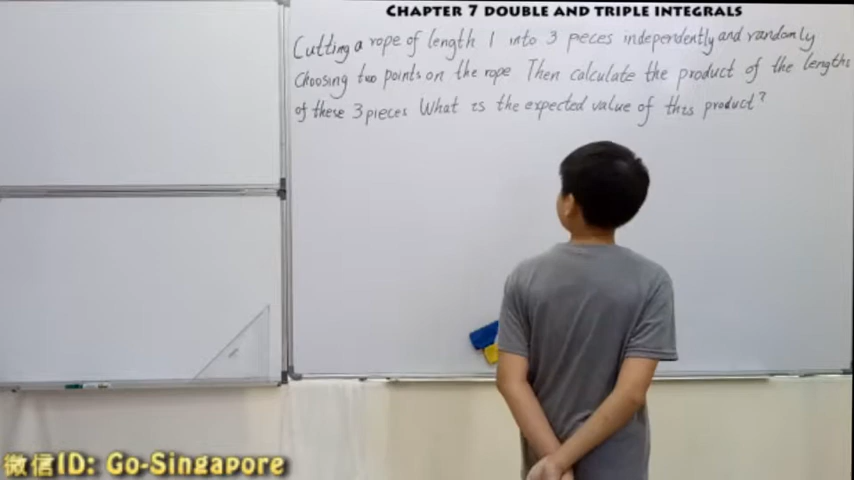 CHAPTER 7 DOUBLE AND TRIPLE INTEGRALS
Cutting a rope of length 1 into 3 pieces independently and randomly
choosing two points on the rope Then calculate the product of the lengths
of these 3 pieces What is the expected value of this product?
微信ID: Go-Singapore